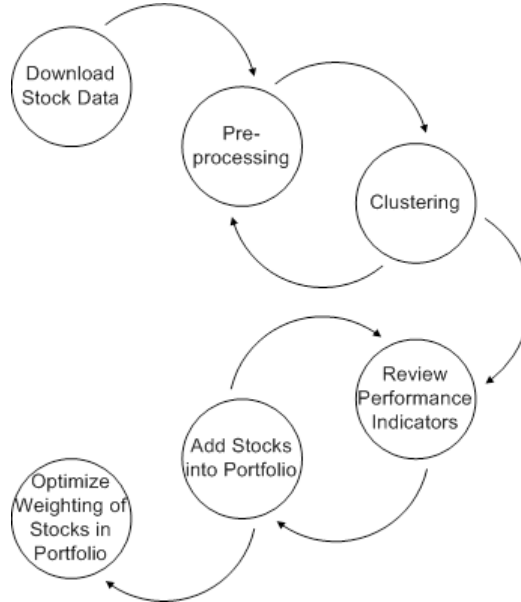 Download
Stock Data
Pre-
processing
Clustering
Review
Performance
Indicators
Add Stocks
into Portfolio
Optimize
Weighting of
Stocks in
Portfolio